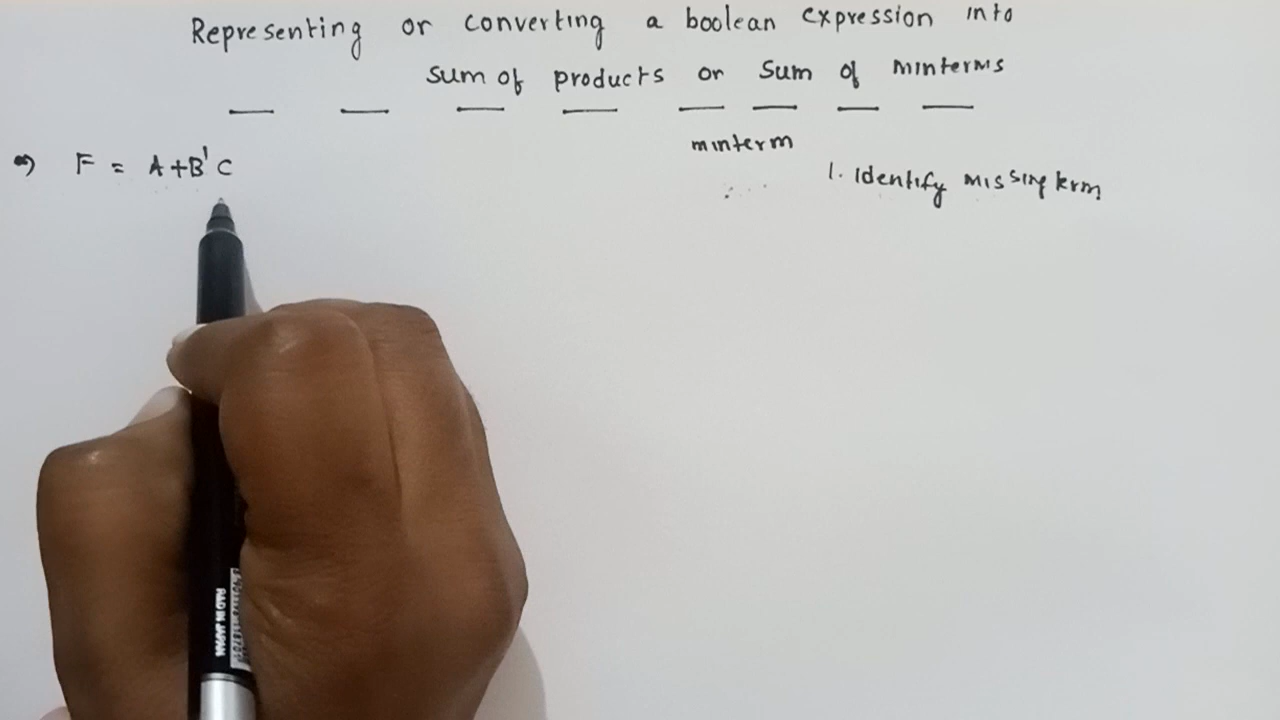 Representing or converting a boolean expression into
sum of products or sum of minterms
minterm
⇒ F = A+B'C
1. Identify missing term